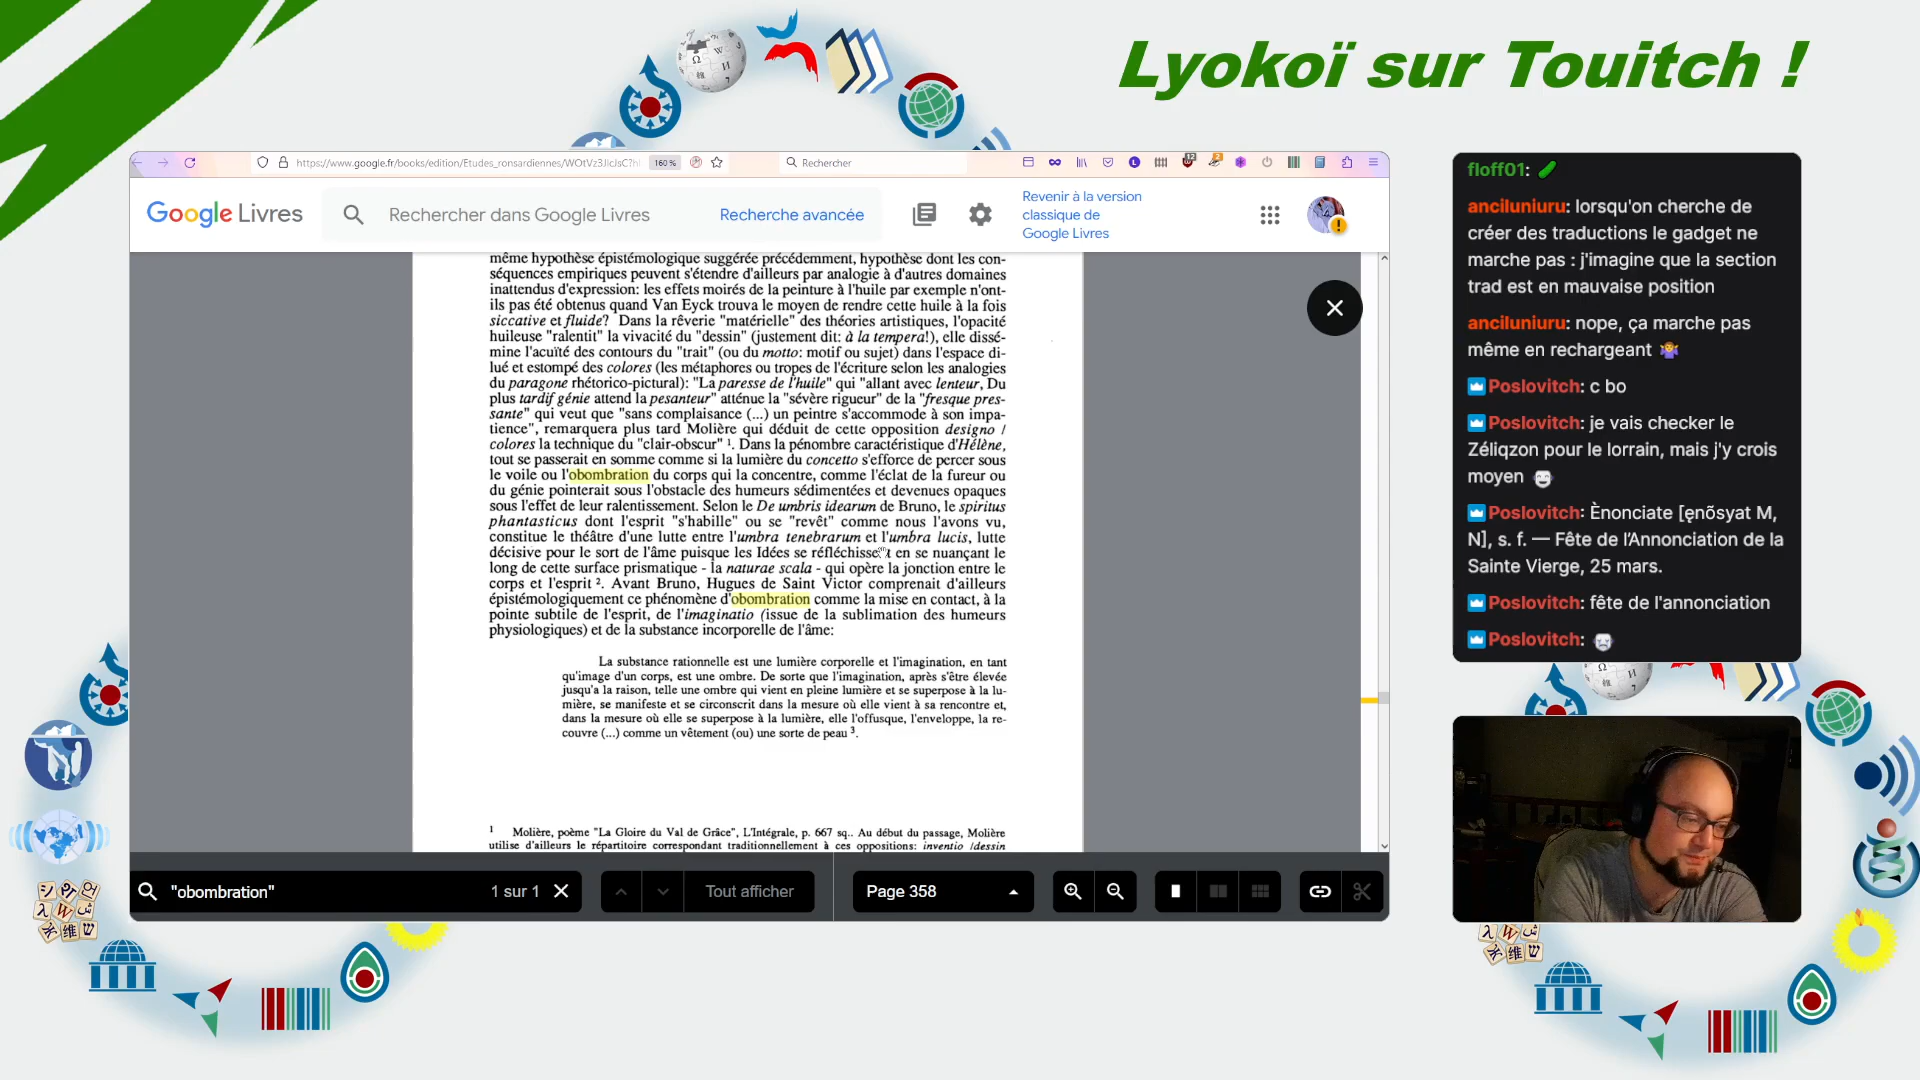 Lyokoï sur Touitch !
https://www.google.fr/books/edition/Etudes_ronsardiennes/WOtVz3JIcJsC?hl
160 %
Rechercher
Google Livres
Rechercher dans Google Livres
Recherche avancée
Revenir à la version
classique de
Google Livres
même hypothèse épistémologique suggérée précédemment, hypothèse dont les con-
séquences empiriques peuvent s'étendre d'ailleurs par analogie à d'autres domaines
inattendus d'expression: les effets moirés de la peinture à l'huile par exemple n'ont-
ils pas été obtenus quand Van Eyck trouva le moyen de rendre cette huile à la fois
siccative et fluide? Dans la rêverie "matérielle" des théories artistiques, l'opacité
huileuse "ralentit" la vivacité du "dessin" (justement dit: à la tempera!), elle dissé-
mine l'acuïté des contours du "trait" (ou du motto: motif ou sujet) dans l'espace di-
lué et estompé des colores (les métaphores ou tropes de l'écriture selon les analogies
du paragone rhétorico-pictural): "La paresse de l'huile" qui "allant avec lenteur, Du
plus tardif génie attend la pesanteur" atténue la "sévère rigueur" de la "fresque pres-
sante" qui veut que "sans complaisance (...) un peintre s'accommode à son impa-
tience", remarquera plus tard Molière qui déduit de cette opposition designo /
colores la technique du "clair-obscur" 1. Dans la pénombre caractéristique d'Hélène,
tout se passerait en somme comme si la lumière du concetto s'efforce de percer sous
le voile ou l'obombration du corps qui la concentre, comme l'éclat de la fureur ou
du génie pointerait sous l'obstacle des humeurs sédimentées et devenues opaques
sous l'effet de leur ralentissement. Selon le De umbris idearum de Bruno, le spiritus
phantasticus dont l'esprit "s'habille" ou se "revêt" comme nous l'avons vu,
constitue le théâtre d'une lutte entre l'umbra tenebrarum et l'umbra lucis, lutte
décisive pour le sort de l'âme puisque les Idées se réfléchissent en se nuançant le
long de cette surface prismatique - la naturae scala - qui opère la jonction entre le
corps et l'esprit 2. Avant Bruno, Hugues de Saint Victor comprenait d'ailleurs
épistémologiquement ce phénomène d'obombration comme la mise en contact, à la
pointe subtile de l'esprit, de l'imaginatio (issue de la sublimation des humeurs
physiologiques) et de la substance incorporelle de l'âme:
La substance rationnelle est une lumière corporelle et l'imagination, en tant
qu'image d'un corps, est une ombre. De sorte que l'imagination, après s'être élevée
jusqu'a la raison, telle une ombre qui vient en pleine lumière et se superpose à la lu-
mière, se manifeste et se circonscrit dans la mesure où elle vient à sa rencontre et,
dans la mesure où elle se superpose à la lumière, elle l'offusque, l'enveloppe, la re-
couvre (...) comme un vêtement (ou) une sorte de peau 3.
1 Molière, poème "La Gloire du Val de Grâce", L'Intégrale, p. 667 sq.. Au début du passage, Molière
utilise d'ailleurs le répartitoire correspondant traditionnellement à ces oppositions: inventio /dessin
"obombration"
1 sur 1
Tout afficher
Page 358
floff01:
anciluniuru: lorsqu'on cherche de
créer des traductions le gadget ne
marche pas : j'imagine que la section
trad est en mauvaise position
anciluniuru: nope, ça marche pas
même en rechargeant
Poslovitch: c bo
Poslovitch: je vais checker le
Zéliqzon pour le lorrain, mais j'y crois
moyen
Poslovitch: Ènonciate [ęnõsyat M,
N], s. f. — Fête de l'Annonciation de la
Sainte Vierge, 25 mars.
Poslovitch: fête de l'annonciation
Poslovitch: